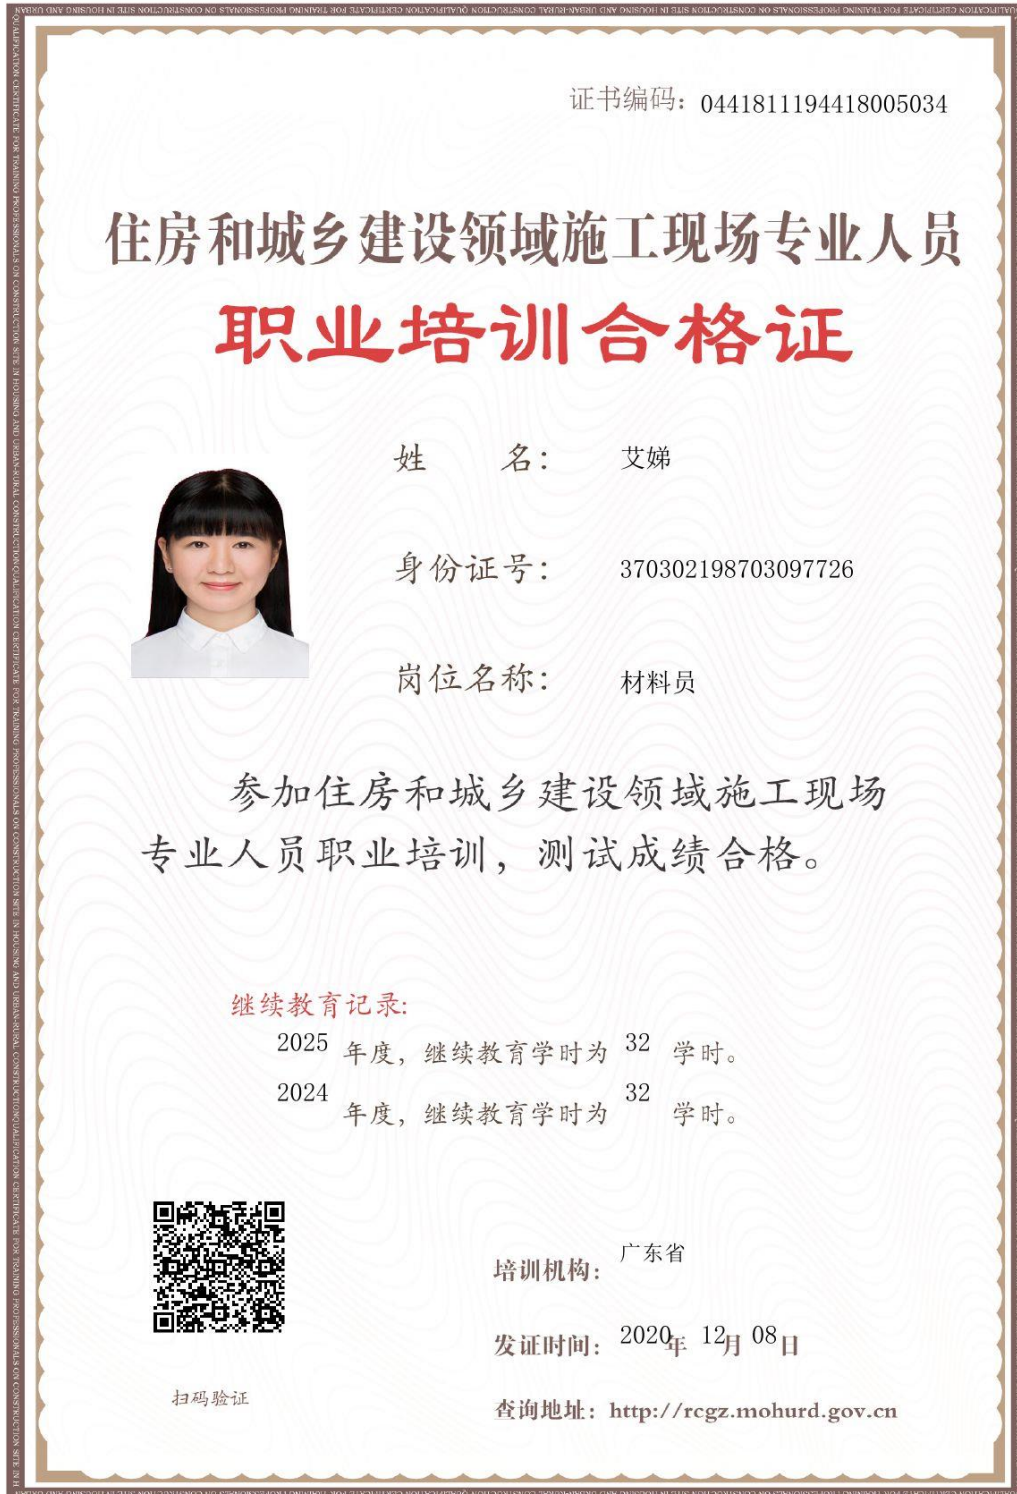 证书编码：0441811194418005034
住房和城乡建设领域施工现场专业人员
职业培训合格证
姓 名：艾娣
身份证号：370302198703097726
岗位名称：材料员
参加住房和城乡建设领域施工现场
专业人员职业培训，测试成绩合格。
继续教育记录:
2025 年度，继续教育学时为 32 学时。
2024 年度，继续教育学时为 32 学时。
培训机构：广东省
发证时间：2020年 12月 08日
扫码验证
查询地址：http://rcgz.mohurd.gov.cn